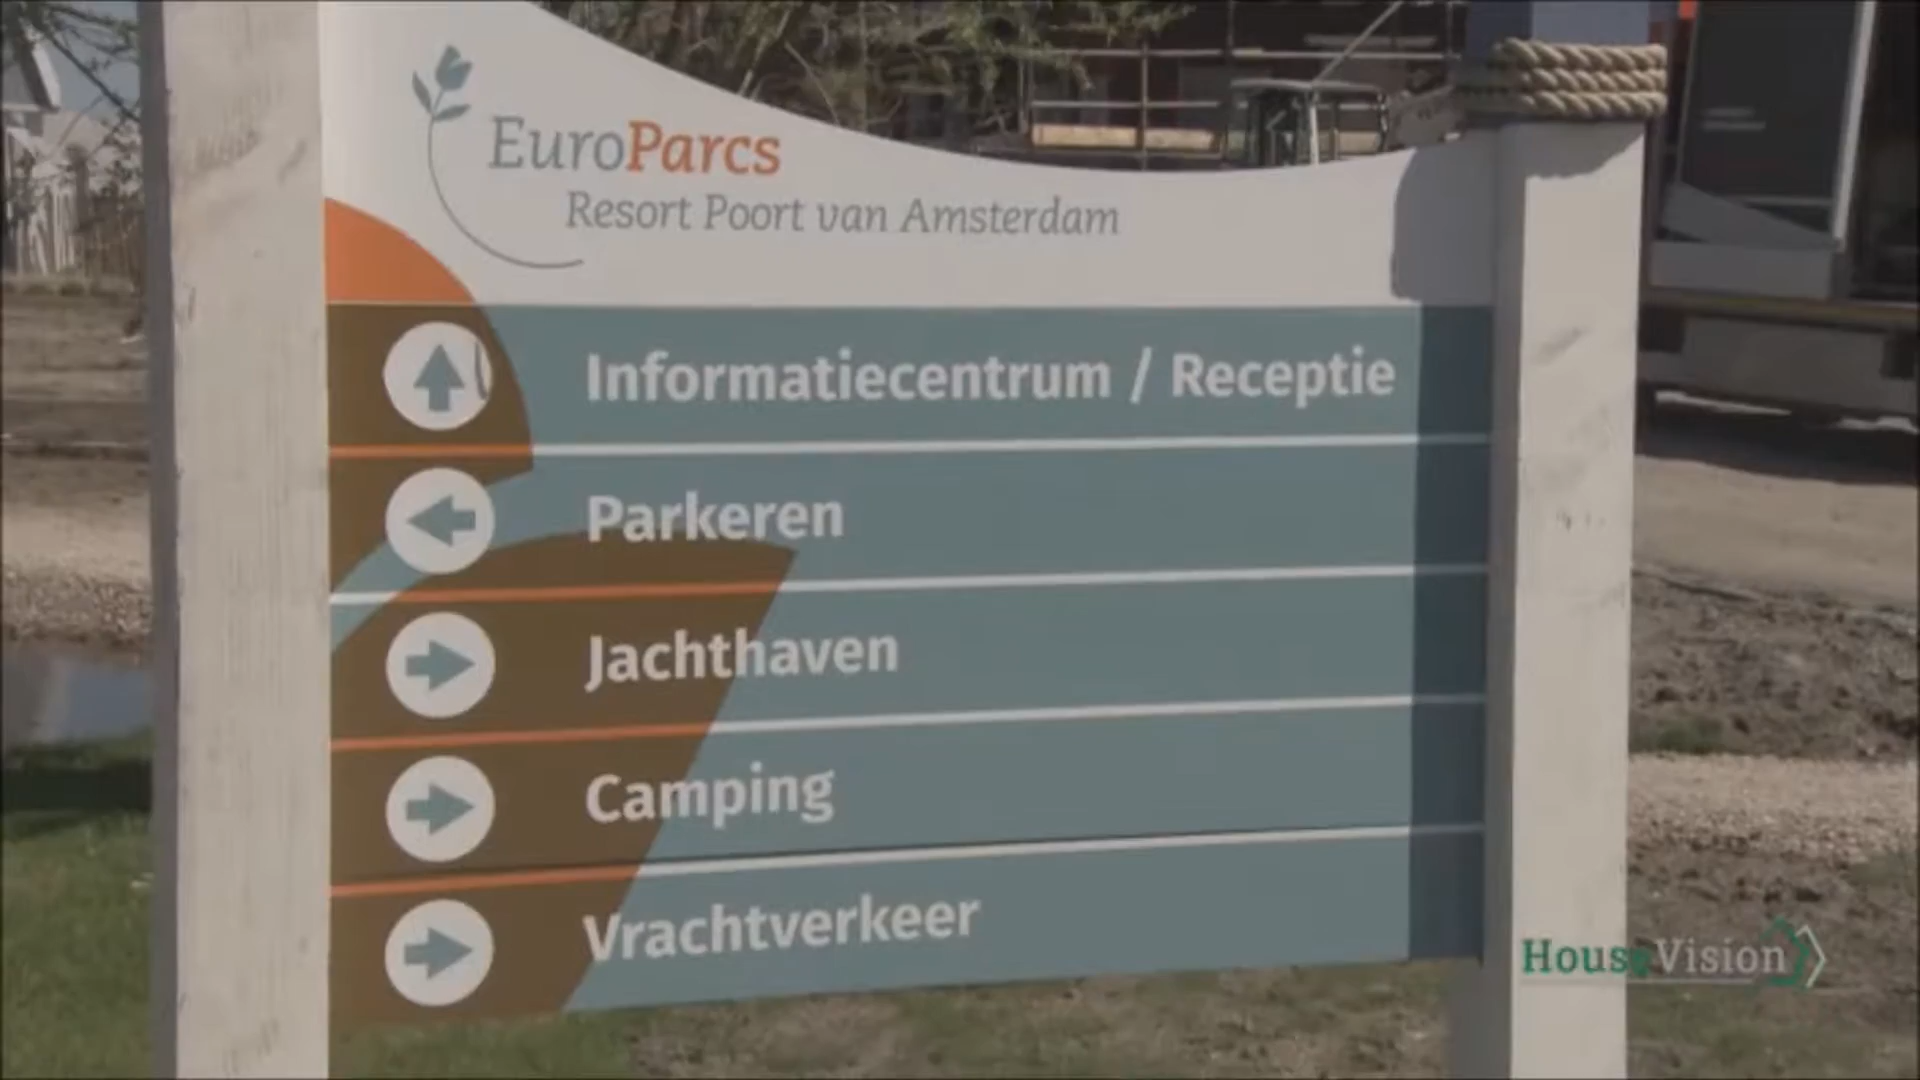 EuroParcs
Resort Poort van Amsterdam
Informatiecentrum / Receptie
Parkeren
Jachthaven
Camping
Vrachtverkeer
HouseVision